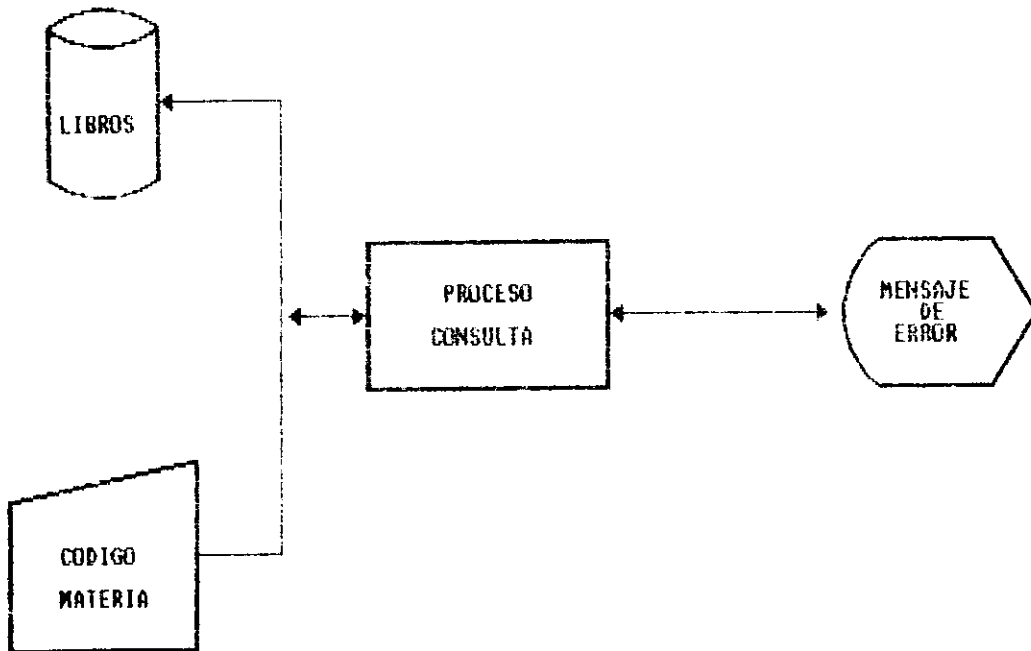 LIBROS
PROCESO
CONSULTA
MENSAJE
DE
ERROR
CODIGO
MATERIA